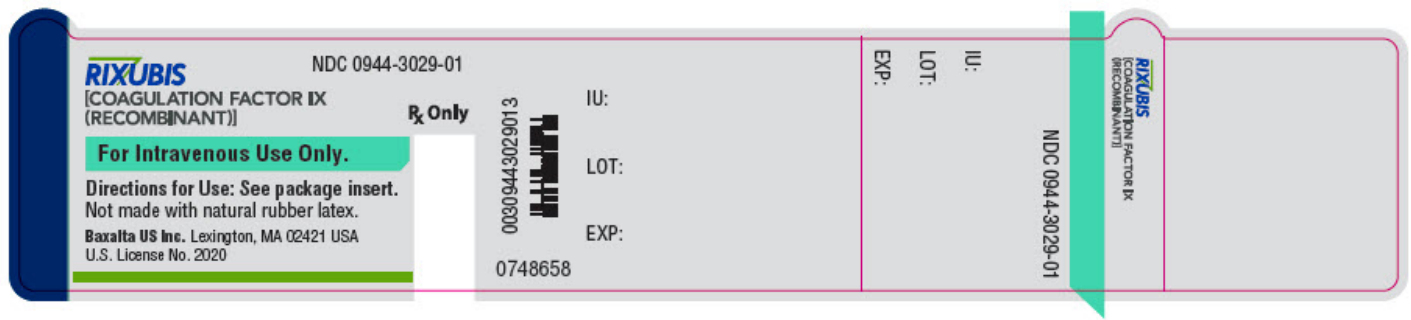 RIXUBIS
[COAGULATION FACTOR IX
(RECOMBINANT)]
NDC 0944-3029-01
Rx Only
For Intravenous Use Only.
Directions for Use: See package insert.
Not made with natural rubber latex.
Baxalta US Inc. Lexington, MA 02421 USA
U.S. License No. 2020
00309443029013
0748658
IU:
LOT:
EXP:
IU:
LOT:
EXP:
NDC 0944-3029-01
RIXUBIS
[COAGULATION FACTOR IX
(RECOMBINANT)]